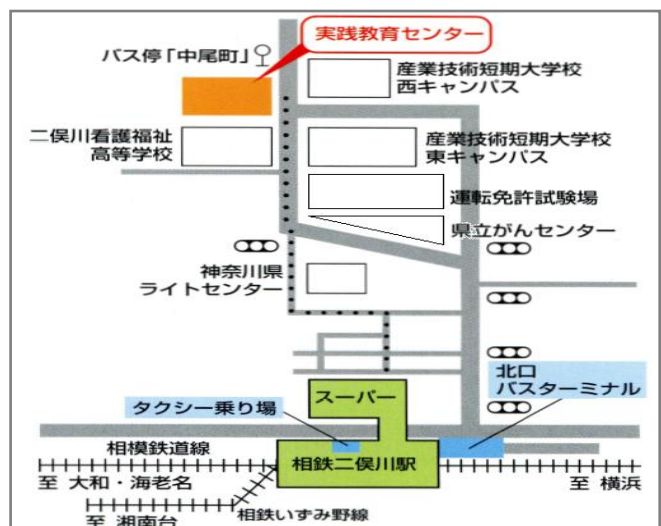 実践教育センター
バス停「中尾町」
産業技術短期大学校
西キャンパス
二俣川看護福祉
高等学校
産業技術短期大学校
東キャンパス
運転免許試験場
県立がんセンター
神奈川県
ライトセンター
北口
バスターミナル
スーパー
タクシー乗り場
相模鉄道線
相鉄二俣川駅
至 大和・海老名
至 横浜
相鉄いずみ野線
至 湘南台